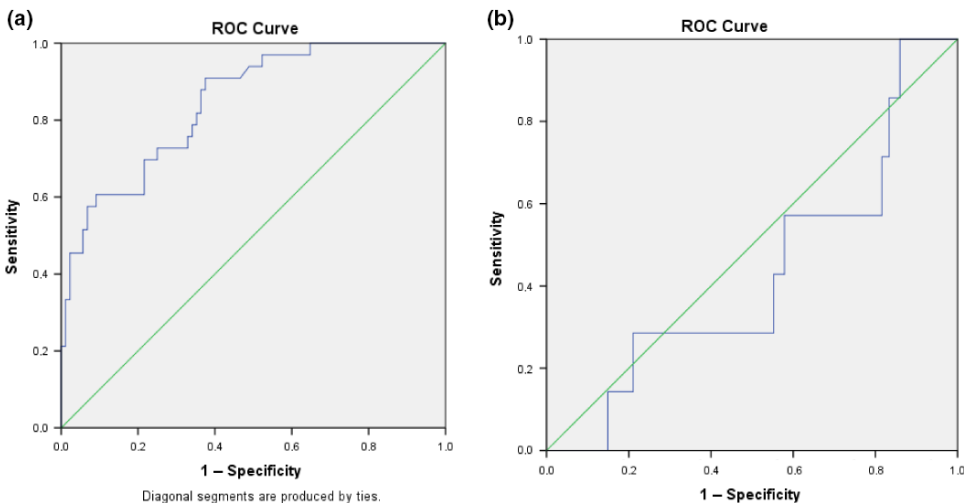 (a)
ROC Curve
1.0
0.8
0.6
0.4
0.2
0.0
Sensitivity
0.0 0.2 0.4 0.6 0.8 1.0
1 – Specificity
Diagonal segments are produced by ties.
(b)
ROC Curve
1.0
0.8
0.6
0.4
0.2
0.0
Sensitivity
0.0 0.2 0.4 0.6 0.8 1.0
1 – Specificity